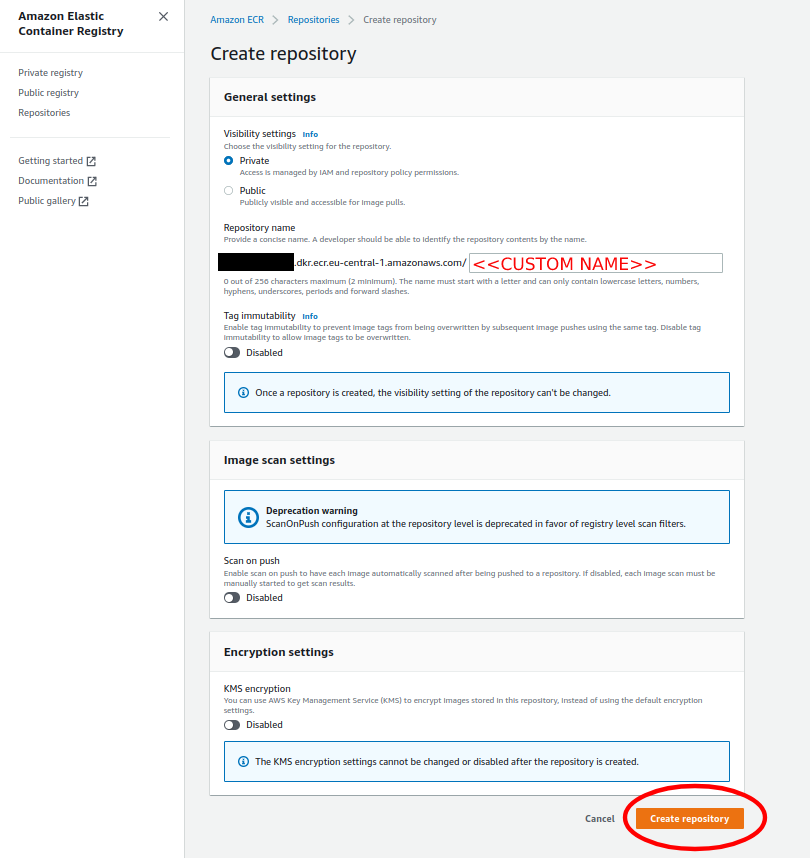 Amazon Elastic
Container Registry
Private registry
Public registry
Repositories
Getting started
Documentation
Public gallery
Amazon ECR > Repositories > Create repository
Create repository
General settings
Visibility settings Info
Choose the visibility setting for the repository.
Private
Access is managed by IAM and repository policy permissions.
Public
Publicly visible and accessible for image pulls.
Repository name
Provide a concise name. A developer should be able to identify the repository contents by the name.
.dkr.ecr.eu-central-1.amazonaws.com/ <<CUSTOM NAME>>
0 out of 256 characters maximum (2 minimum). The name must start with a letter and can only contain lowercase letters, numbers,
hyphens, underscores, periods and forward slashes.
Tag immutability Info
Enable tag immutability to prevent image tags from being overwritten by subsequent image pushes using the same tag. Disable tag
immutability to allow image tags to be overwritten.
Disabled
Once a repository is created, the visibility setting of the repository can't be changed.
Image scan settings
Deprecation warning
ScanOnPush configuration at the repository level is deprecated in favor of registry level scan filters.
Scan on push
Enable scan on push to have each image automatically scanned after being pushed to a repository. If disabled, each image scan must be
manually started to get scan results.
Disabled
Encryption settings
KMS encryption
You can use AWS Key Management Service (KMS) to encrypt images stored in this repository, instead of using the default encryption
settings.
Disabled
The KMS encryption settings cannot be changed or disabled after the repository is created.
Cancel Create repository